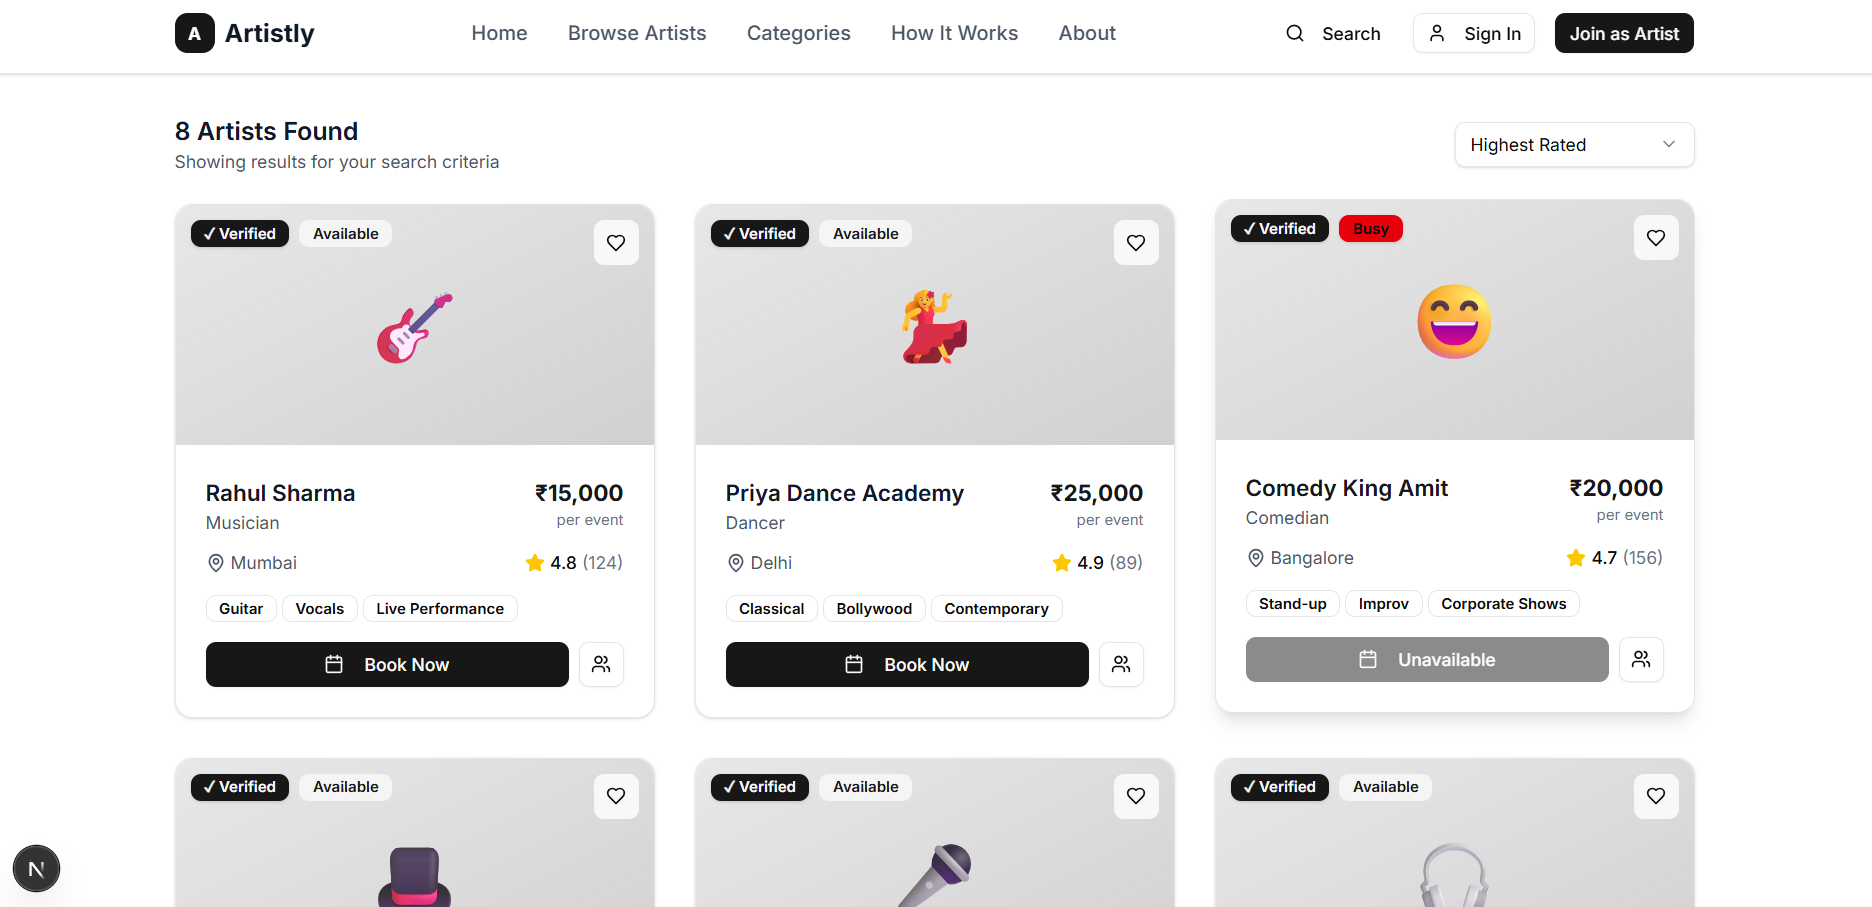 A Artistly Home Browse Artists Categories How It Works About Search Sign In Join as Artist
8 Artists Found
Showing results for your search criteria
Highest Rated
✓ Verified Available
Rahul Sharma ₹15,000
Musician per event
Mumbai 4.8 (124)
Guitar Vocals Live Performance
Book Now
✓ Verified Available
Priya Dance Academy ₹25,000
Dancer per event
Delhi 4.9 (89)
Classical Bollywood Contemporary
Book Now
✓ Verified Busy
Comedy King Amit ₹20,000
Comedian per event
Bangalore 4.7 (156)
Stand-up Improv Corporate Shows
Unavailable
✓ Verified Available
✓ Verified Available
✓ Verified Available
N